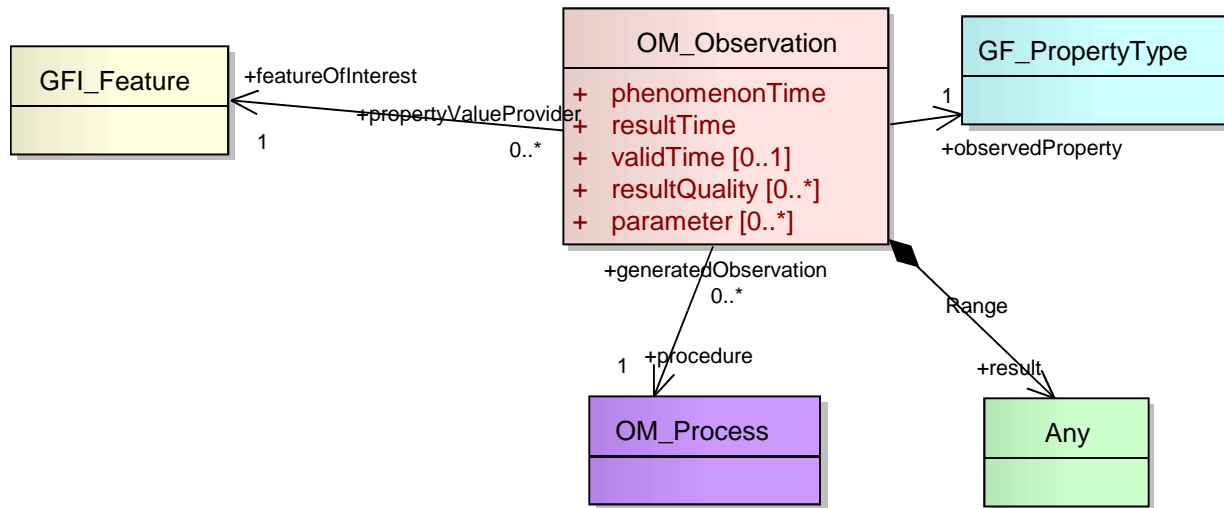 OM_Observation
+ phenomenonTime
+ resultTime
+ validTime [0..1]
+ resultQuality [0..*]
+ parameter [0..*]
GFI_Feature
+featureOfInterest
1
+propertyValueProvider
0..*
GF_PropertyType
1
+observedProperty
+generatedObservation
0..*
1
+procedure
OM_Process
Range
+result
Any